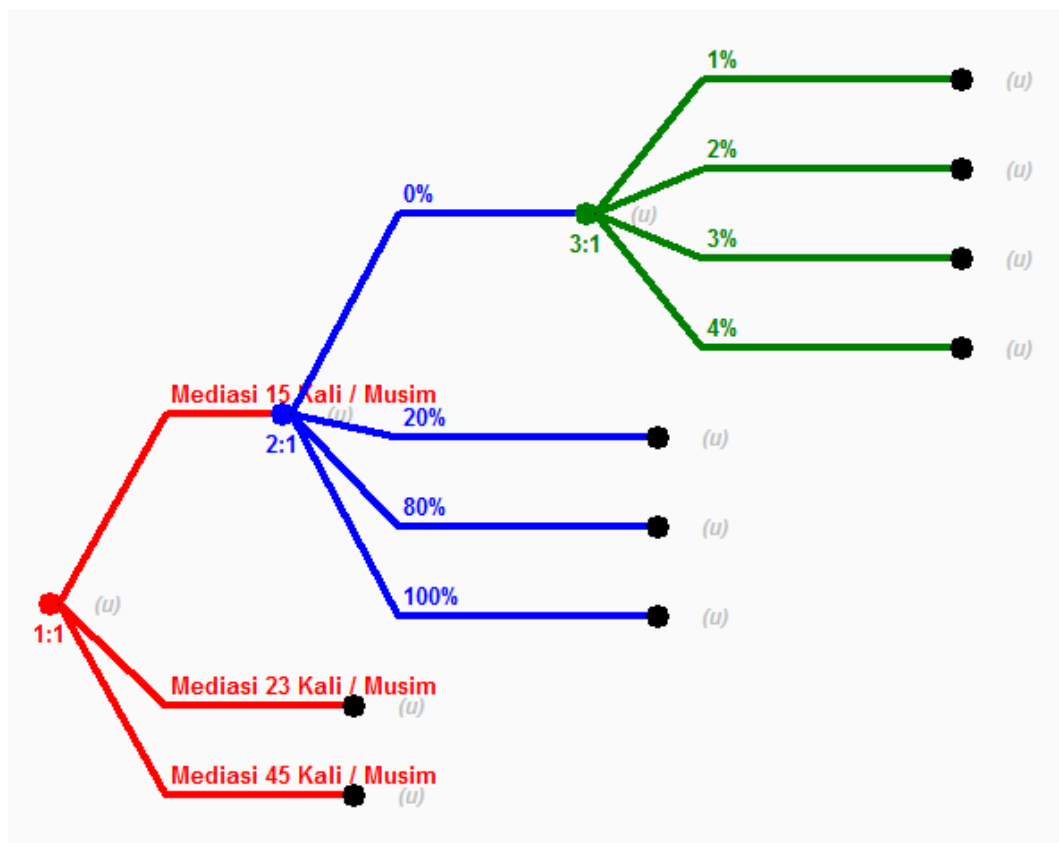 1%
(u)
2%
(u)
0%
(u)
3:1
3%
(u)
4%
(u)
Mediasi 15 Kali / Musim
(u)
2:1
20%
(u)
80%
(u)
100%
(u)
(u)
1:1
Mediasi 23 Kali / Musim
(u)
Mediasi 45 Kali / Musim
(u)